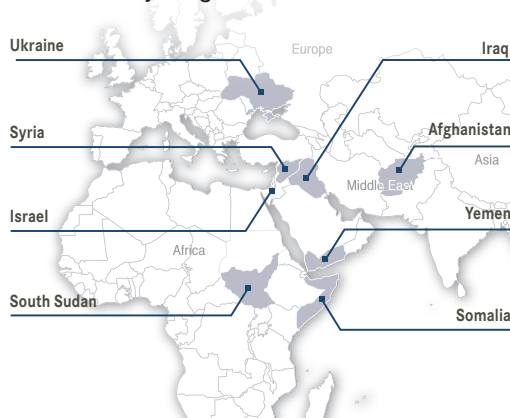 Ukraine
Europe
Iraq
Syria
Afghanistan
Asia
Middle East
Israel
Yemen
Africa
South Sudan
Somalia